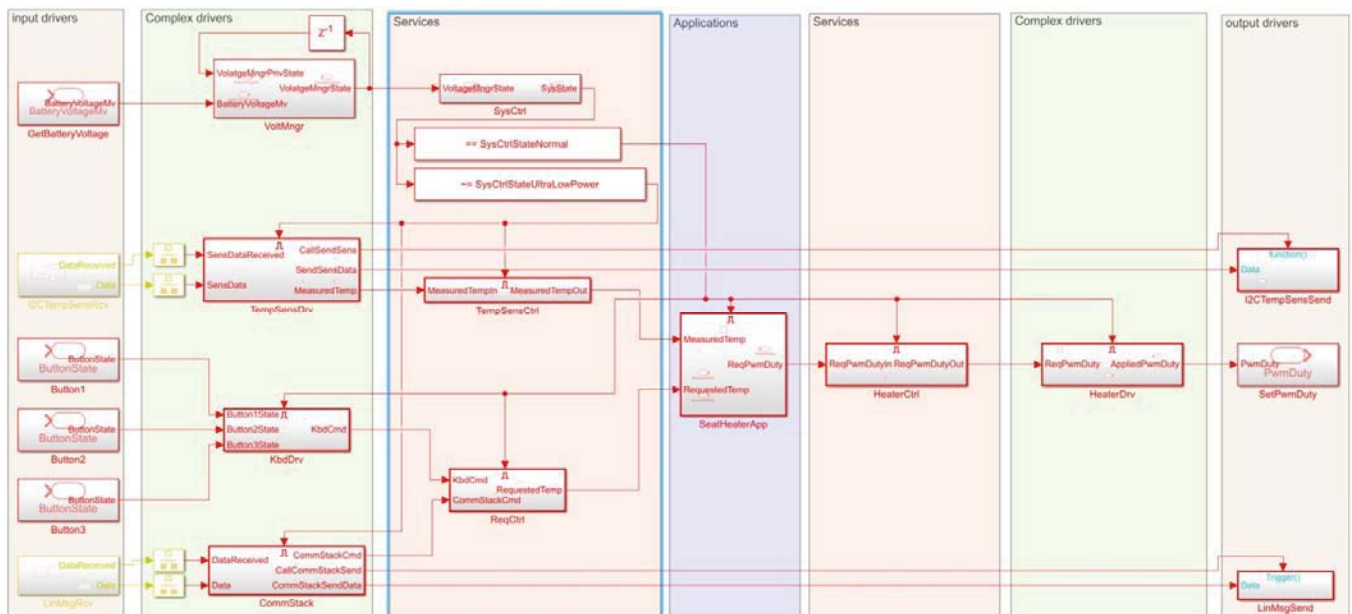 input drivers
Complex drivers
Services
Applications
Services
Complex drivers
output drivers
z-1
VolatgeMngrPrivState
VoltageMngrState
BatteryVoltageMv
VoltMngr
BatteryVoltageMv
BatteryVoltageMv
GetBatteryVoltage
VoltageMngrState
SysState
SysCtrl
== SysCtrlStateNormal
~= SysCtrlStateUltraLowPower
DataReceived
Data
I2CTempSensRcv
SensDataReceived
SensData
CallSendSens
SendSensData
MeasuredTemp
TempSensDrv
MeasuredTempIn
MeasuredTempOut
TempSensCtrl
function()
Data
I2CTempSensSend
MeasuredTemp
RequestedTemp
ReqPwmDuty
SeatHeaterApp
ReqPwmDutyIn
ReqPwmDutyOut
HeaterCtrl
ReqPwmDuty
AppliedPwmDuty
HeaterDrv
PwmDuty
PwmDuty
SetPwmDuty
ButtonState
ButtonState
Button1
ButtonState
ButtonState
Button2
ButtonState
ButtonState
Button3
Button1State
Button2State
Button3State
KbdCmd
KbdDrv
KbdCmd
CommStackCmd
RequestedTemp
ReqCtrl
DataReceived
Data
LinMsgRcv
DataReceived
Data
CommStackCmd
CallCommStackSend
CommStackSendData
CommStack
Trigger()
Data
LinMsgSend